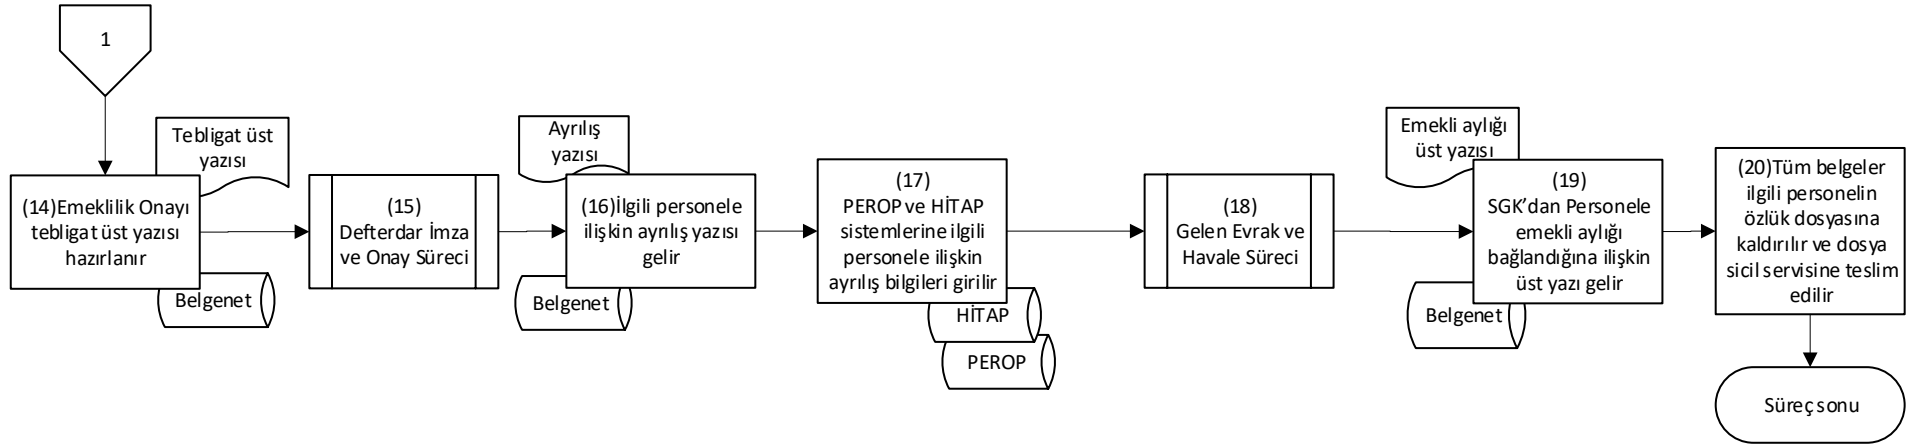 1
Tebligat üst
yazısı
(14)Emeklilik Onayı
tebligat üst yazısı
hazırlanır
Belgenet
(15)
Defterdar İmza
ve Onay Süreci
Ayrılış
yazısı
(16)İlgili personele
ilişkin ayrılış yazısı
gelir
Belgenet
(17)
PEROP ve HİTAP
sistemlerine ilgili
personele ilişkin
ayrılış bilgileri girilir
HİTAP
PEROP
(18)
Gelen Evrak ve
Havale Süreci
Emekli aylığı
üst yazısı
(19)
SGK’dan Personele
emekli aylığı
bağlandığına ilişkin
üst yazı gelir
Belgenet
(20)Tüm belgeler
ilgili personelin
özlük dosyasına
kaldırılır ve dosya
sicil servisine teslim
edilir
Süreç sonu